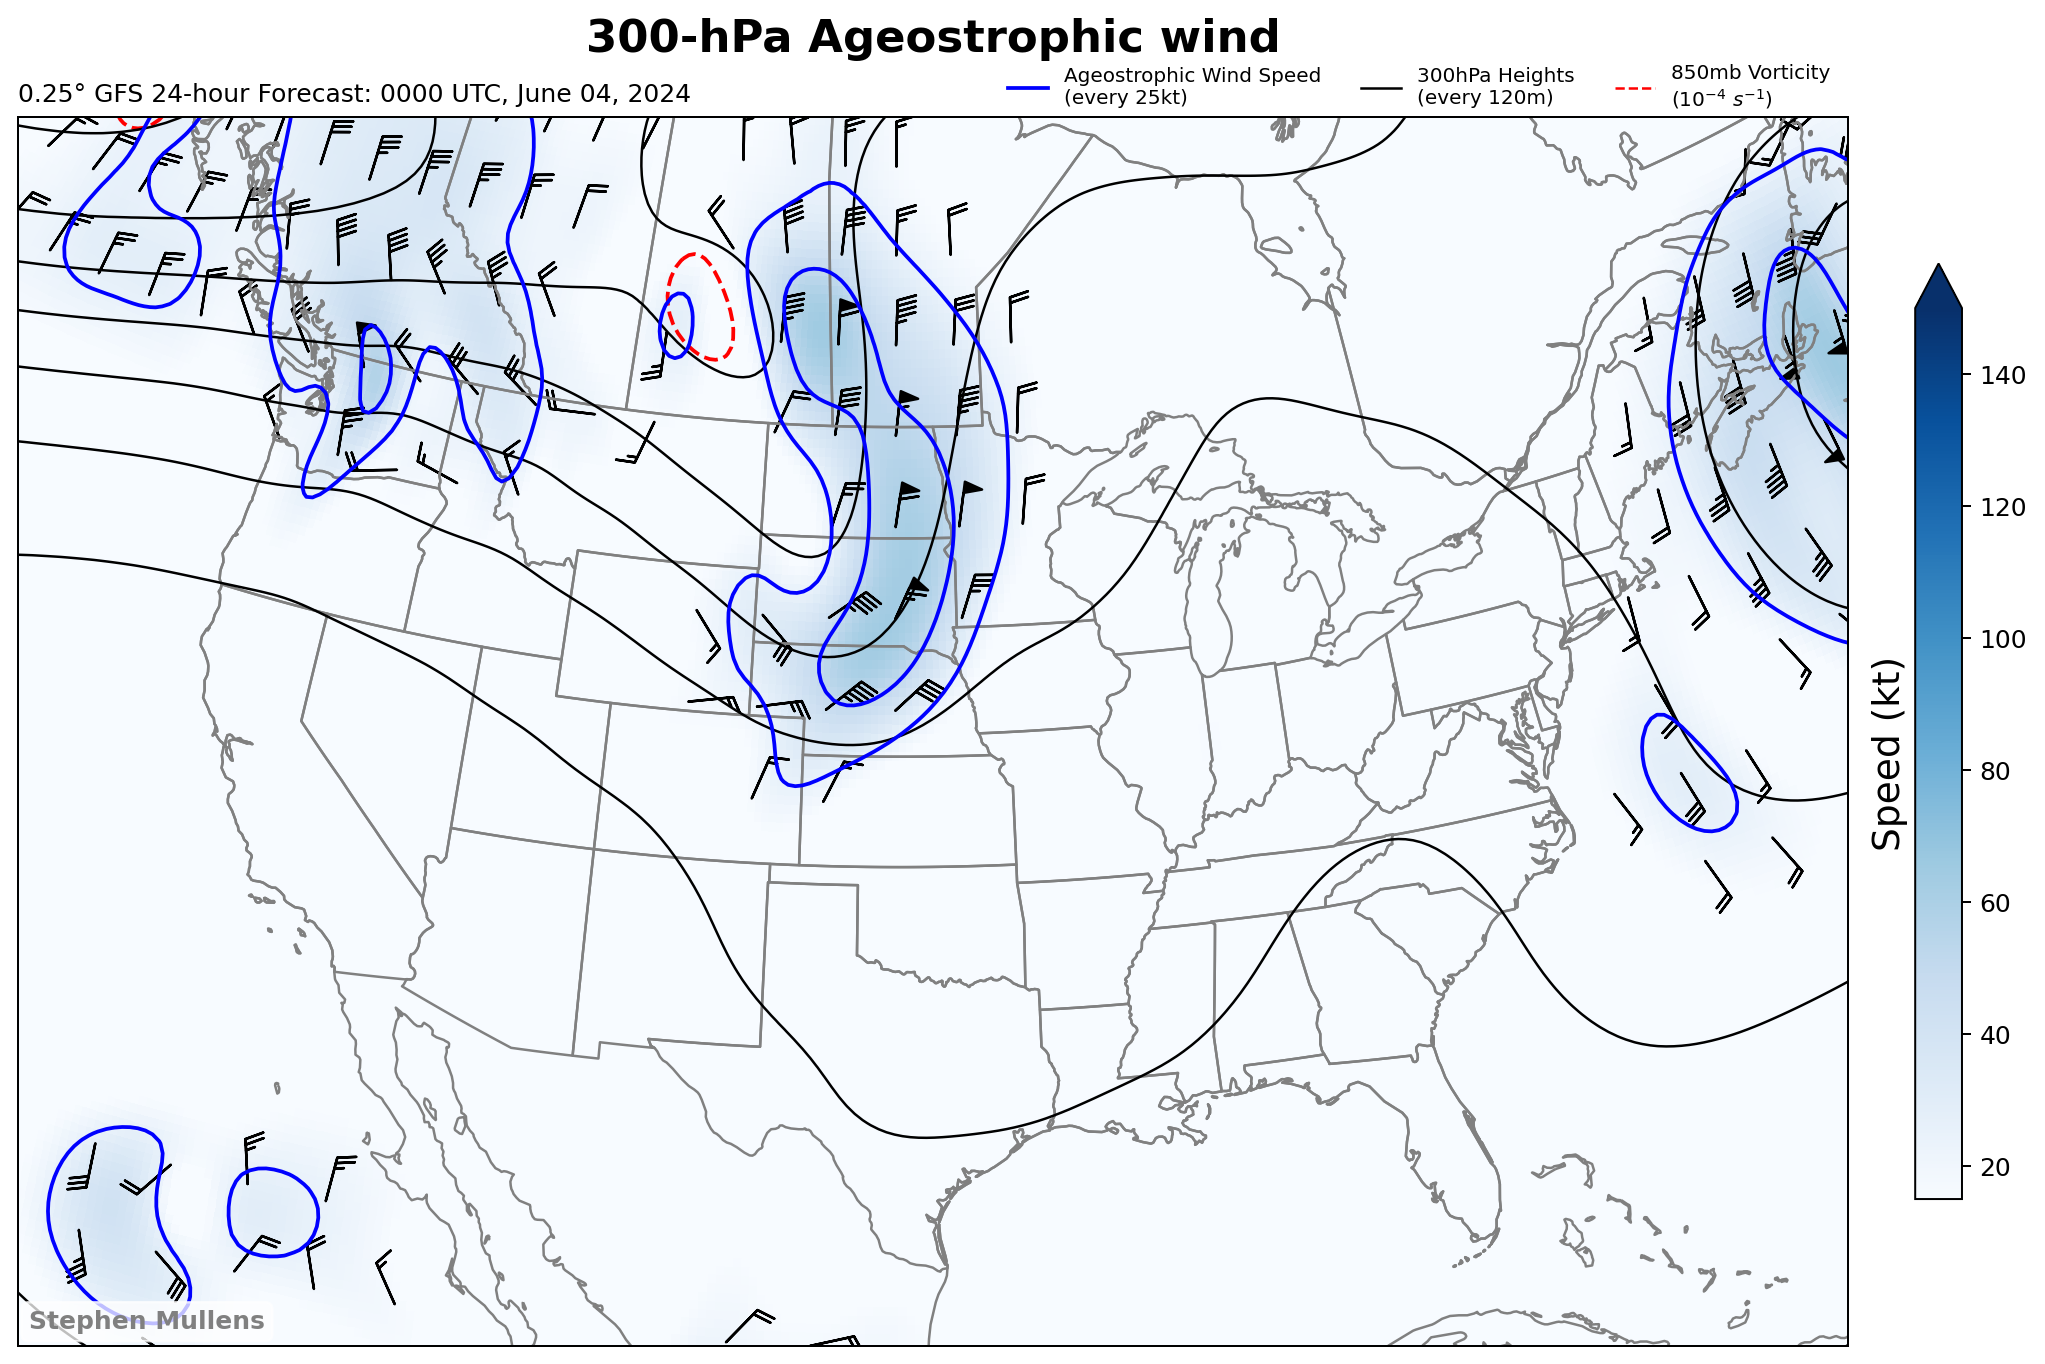 300-hPa Ageostrophic wind
0.25° GFS 24-hour Forecast: 0000 UTC, June 04, 2024
Ageostrophic Wind Speed
(every 25kt)
300hPa Heights
(every 120m)
850mb Vorticity
(10⁻⁴ s⁻¹)
140
120
100
80
60
40
20
Speed (kt)
Stephen Mullens